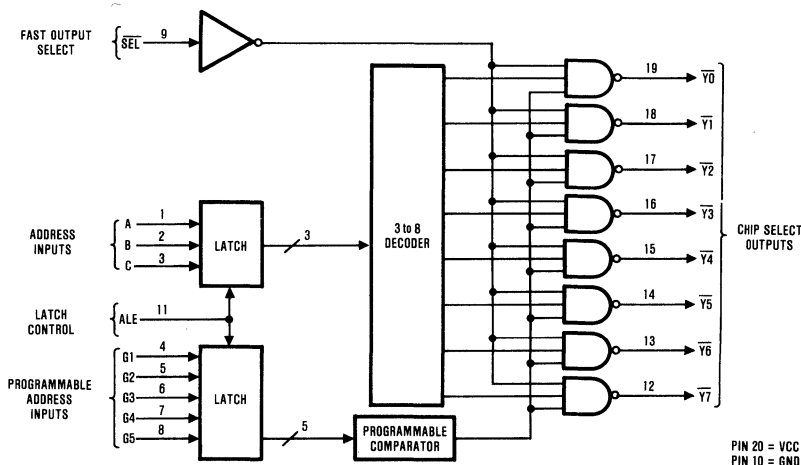 FAST OUTPUT
SELECT
SEL
9
ADDRESS
INPUTS
A
1
B
2
C
3
LATCH
3
LATCH
CONTROL
ALE
11
PROGRAMMABLE
ADDRESS
INPUTS
G1
4
G2
5
G3
6
G4
7
G5
8
LATCH
5
PROGRAMMABLE
COMPARATOR
3 to 8
DECODER
19
Y0
18
Y1
17
Y2
16
Y3
15
Y4
14
Y5
13
Y6
12
Y7
CHIP SELECT
OUTPUTS
PIN 20 = VCC
PIN 10 = GND